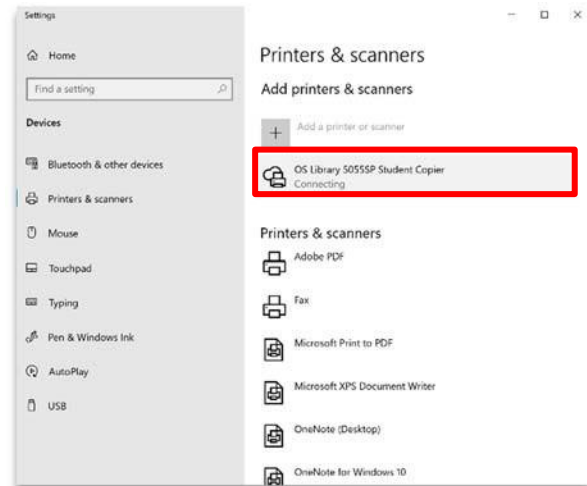 Settings
Home
Find a setting
Devices
Bluetooth & other devices
Printers & scanners
Mouse
Touchpad
Typing
Pen & Windows Ink
AutoPlay
USB
Printers & scanners
Add printers & scanners
Add a printer or scanner
OS Library 5055SP Student Copier
Connecting
Printers & scanners
Adobe PDF
Fax
Microsoft Print to PDF
Microsoft XPS Document Writer
OneNote (Desktop)
OneNote for Windows 10